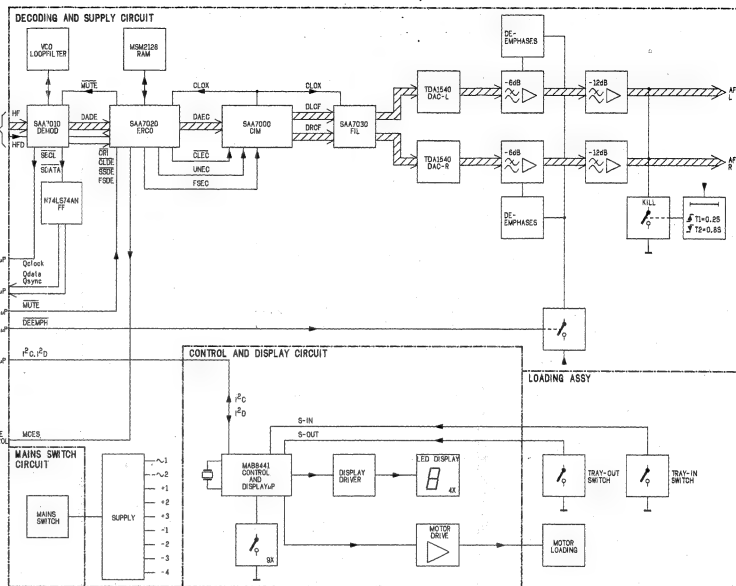 DECODING AND SUPPLY CIRCUIT
VCO
LOOPFILTER
MSM2128
RAM
DE-
EMPHASES
MUTE
CLOX
CLOX
-6dB
-12dB
AF
L
TDA1540
DAC-L
HF
HFD
SAA7010
DEMOD
DADE
SAA7020
ERCO
DAEC
SAA7000
CIM
DLCF
DRCF
SAA7030
FIL
SECL
SDATA
CRI
CLDE
SSDE
FSDE
CLEC
UNEC
FSEC
TDA1540
DAC-R
-6dB
-12dB
AF
R
N74LS74AN
FF
DE-
EMPHASES
KILL
T1=0.2S
T2=0.8S
Qclock
Qdata
Qsync
MUTE
DEEMPH
I²C,I²D
CONTROL AND DISPLAY CIRCUIT
LOADING ASSY
I²C
I²D
MCES
S-IN
S-OUT
MAINS SWITCH
CIRCUIT
MAINS
SWITCH
SUPPLY
~1
~2
+1
+2
+3
-1
-2
-3
-4
MAB8441
CONTROL
AND
DISPLAYµP
DISPLAY
DRIVER
LED DISPLAY
8
4X
TRAY-OUT
SWITCH
TRAY-IN
SWITCH
9X
MOTOR
DRIVE
MOTOR
LOADING